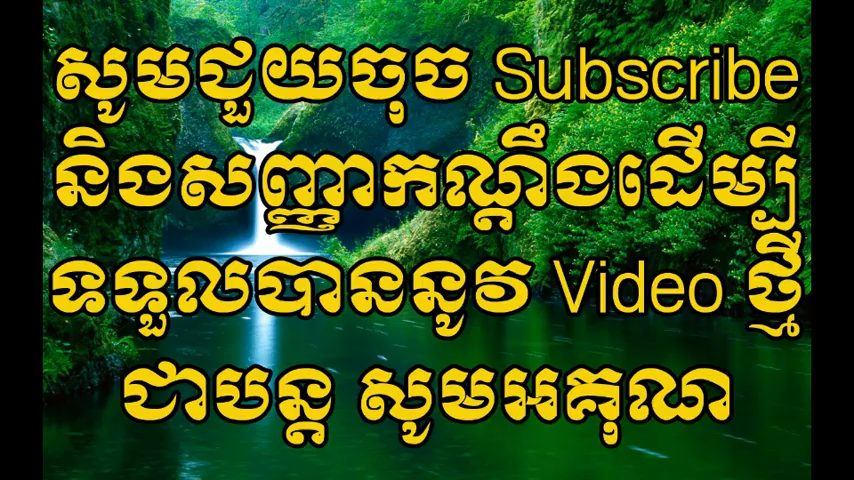 សូមជួយចុច Subscribe
និងសញ្ញាកណ្ដឹងដើម្បី
ទទួលបាននូវ Video ថ្មី
ជាបន្ត សូមអគុណ